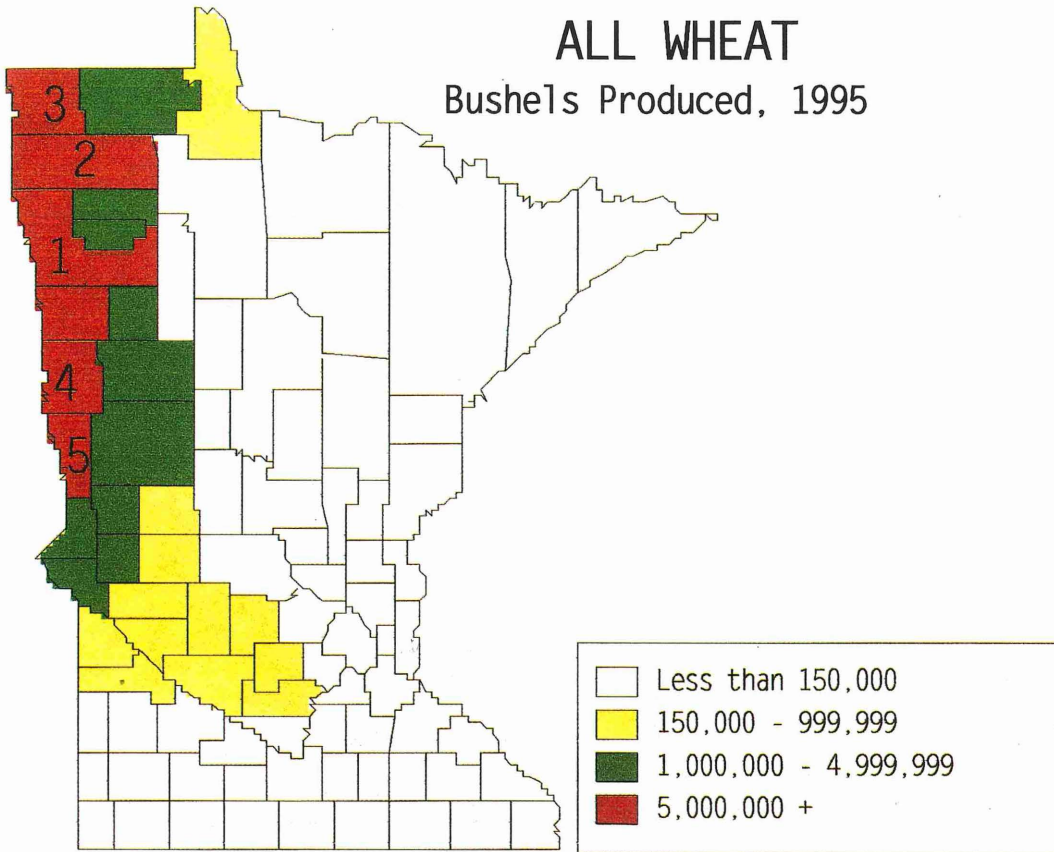 ALL WHEAT
Bushels Produced, 1995
3
2
1
4
5
Less than 150,000
150,000 - 999,999
1,000,000 - 4,999,999
5,000,000 +